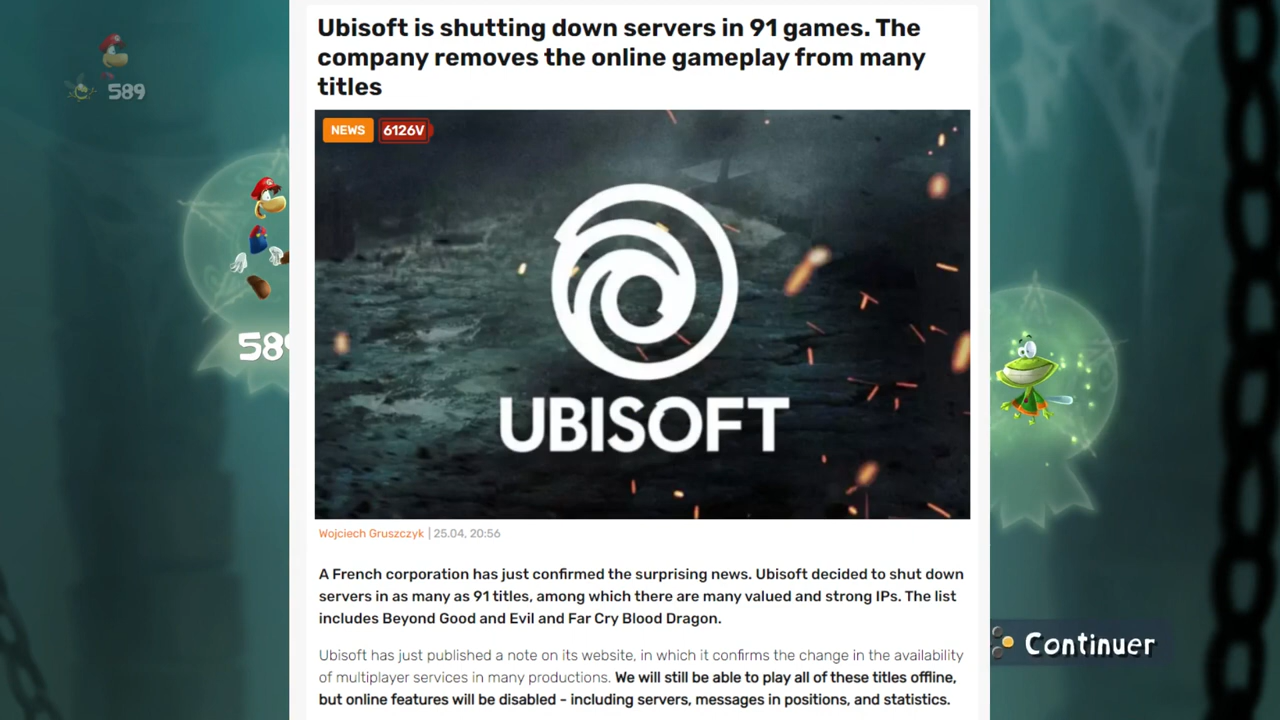 Ubisoft is shutting down servers in 91 games. The
company removes the online gameplay from many
titles
589
NEWS 6126V
589
UBISOFT
Wojciech Gruszczyk | 25.04, 20:56
A French corporation has just confirmed the surprising news. Ubisoft decided to shut down
servers in as many as 91 titles, among which there are many valued and strong IPs. The list
includes Beyond Good and Evil and Far Cry Blood Dragon.
Continuer
Ubisoft has just published a note on its website, in which it confirms the change in the availability
of multiplayer services in many productions. We will still be able to play all of these titles offline,
but online features will be disabled – including servers, messages in positions, and statistics.